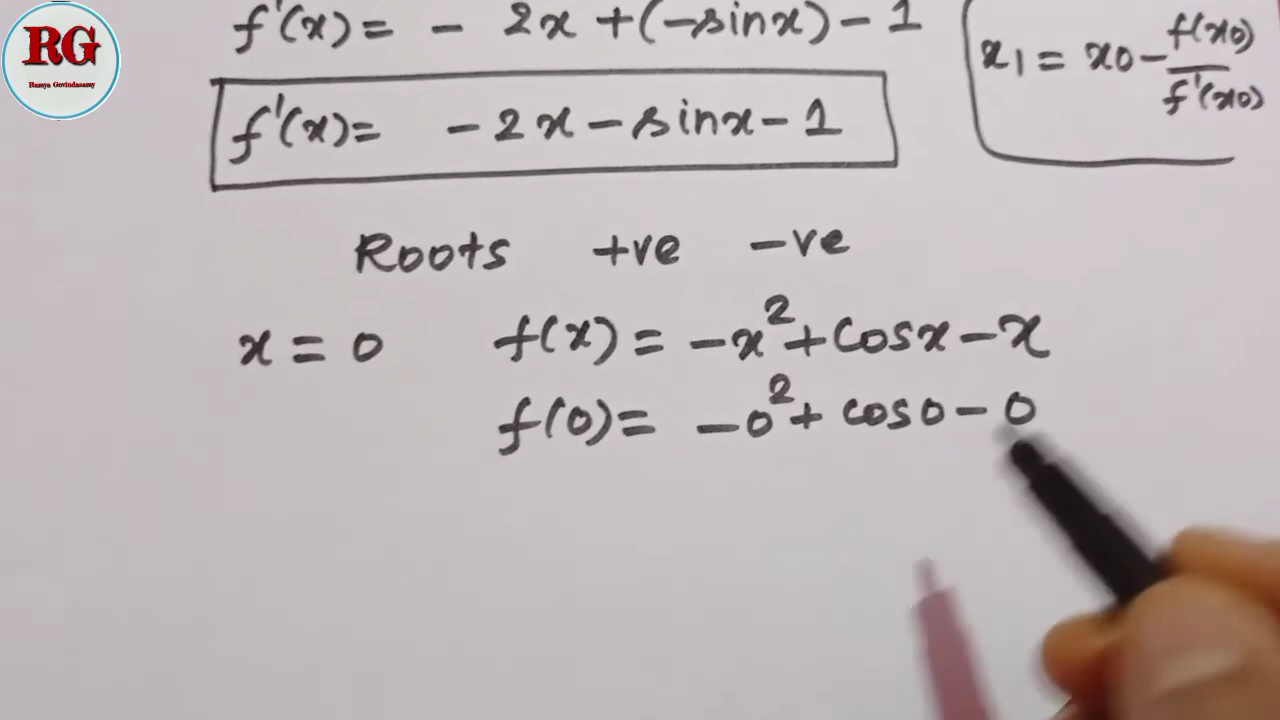 RG
Ramya Govindasamy
f'(x) = - 2x + (-sinx) - 1
x1 = x0 - f(x0)/f'(x0)
f'(x) = - 2x - sinx - 1
Roots +ve -ve
x = 0 f(x) = -x² + cosx - x
f(0) = -0² + cos0 - 0